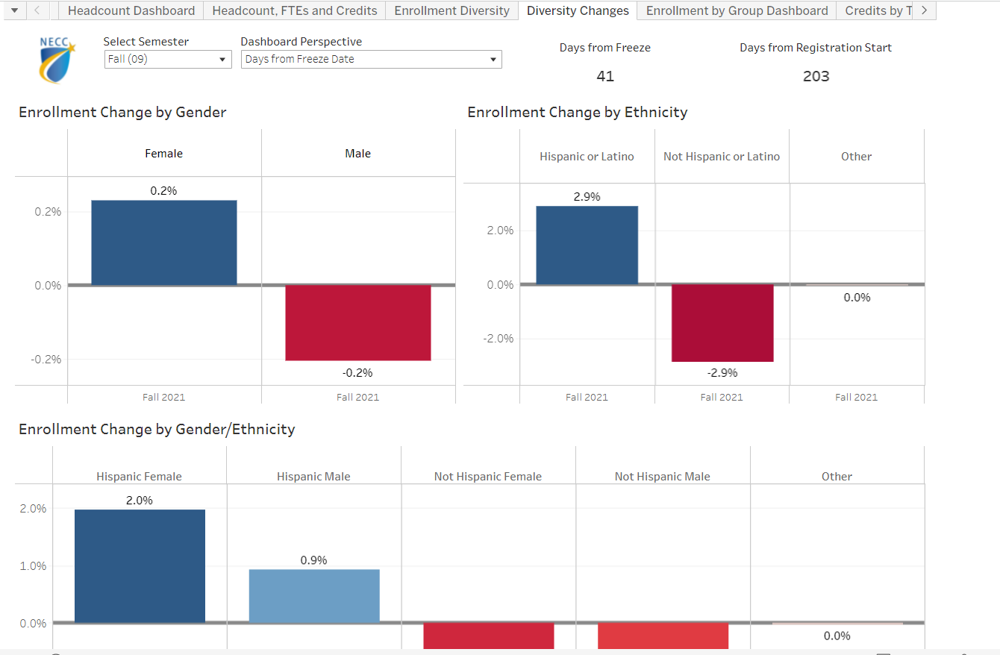 Headcount Dashboard Headcount, FTEs and Credits Enrollment Diversity Diversity Changes Enrollment by Group Dashboard Credits by T
NECC
Select Semester Dashboard Perspective
Fall (09) Days from Freeze Date
Days from Freeze Days from Registration Start
41 203
Enrollment Change by Gender
Female Male
0.2%
0.2%
0.0%
-0.2%
-0.2%
Fall 2021 Fall 2021
Enrollment Change by Ethnicity
Hispanic or Latino Not Hispanic or Latino Other
2.9%
2.0%
0.0%
0.0%
-2.0%
-2.9%
Fall 2021 Fall 2021 Fall 2021
Enrollment Change by Gender/Ethnicity
Hispanic Female Hispanic Male Not Hispanic Female Not Hispanic Male Other
2.0%
2.0%
0.9%
1.0%
0.0%
0.0%